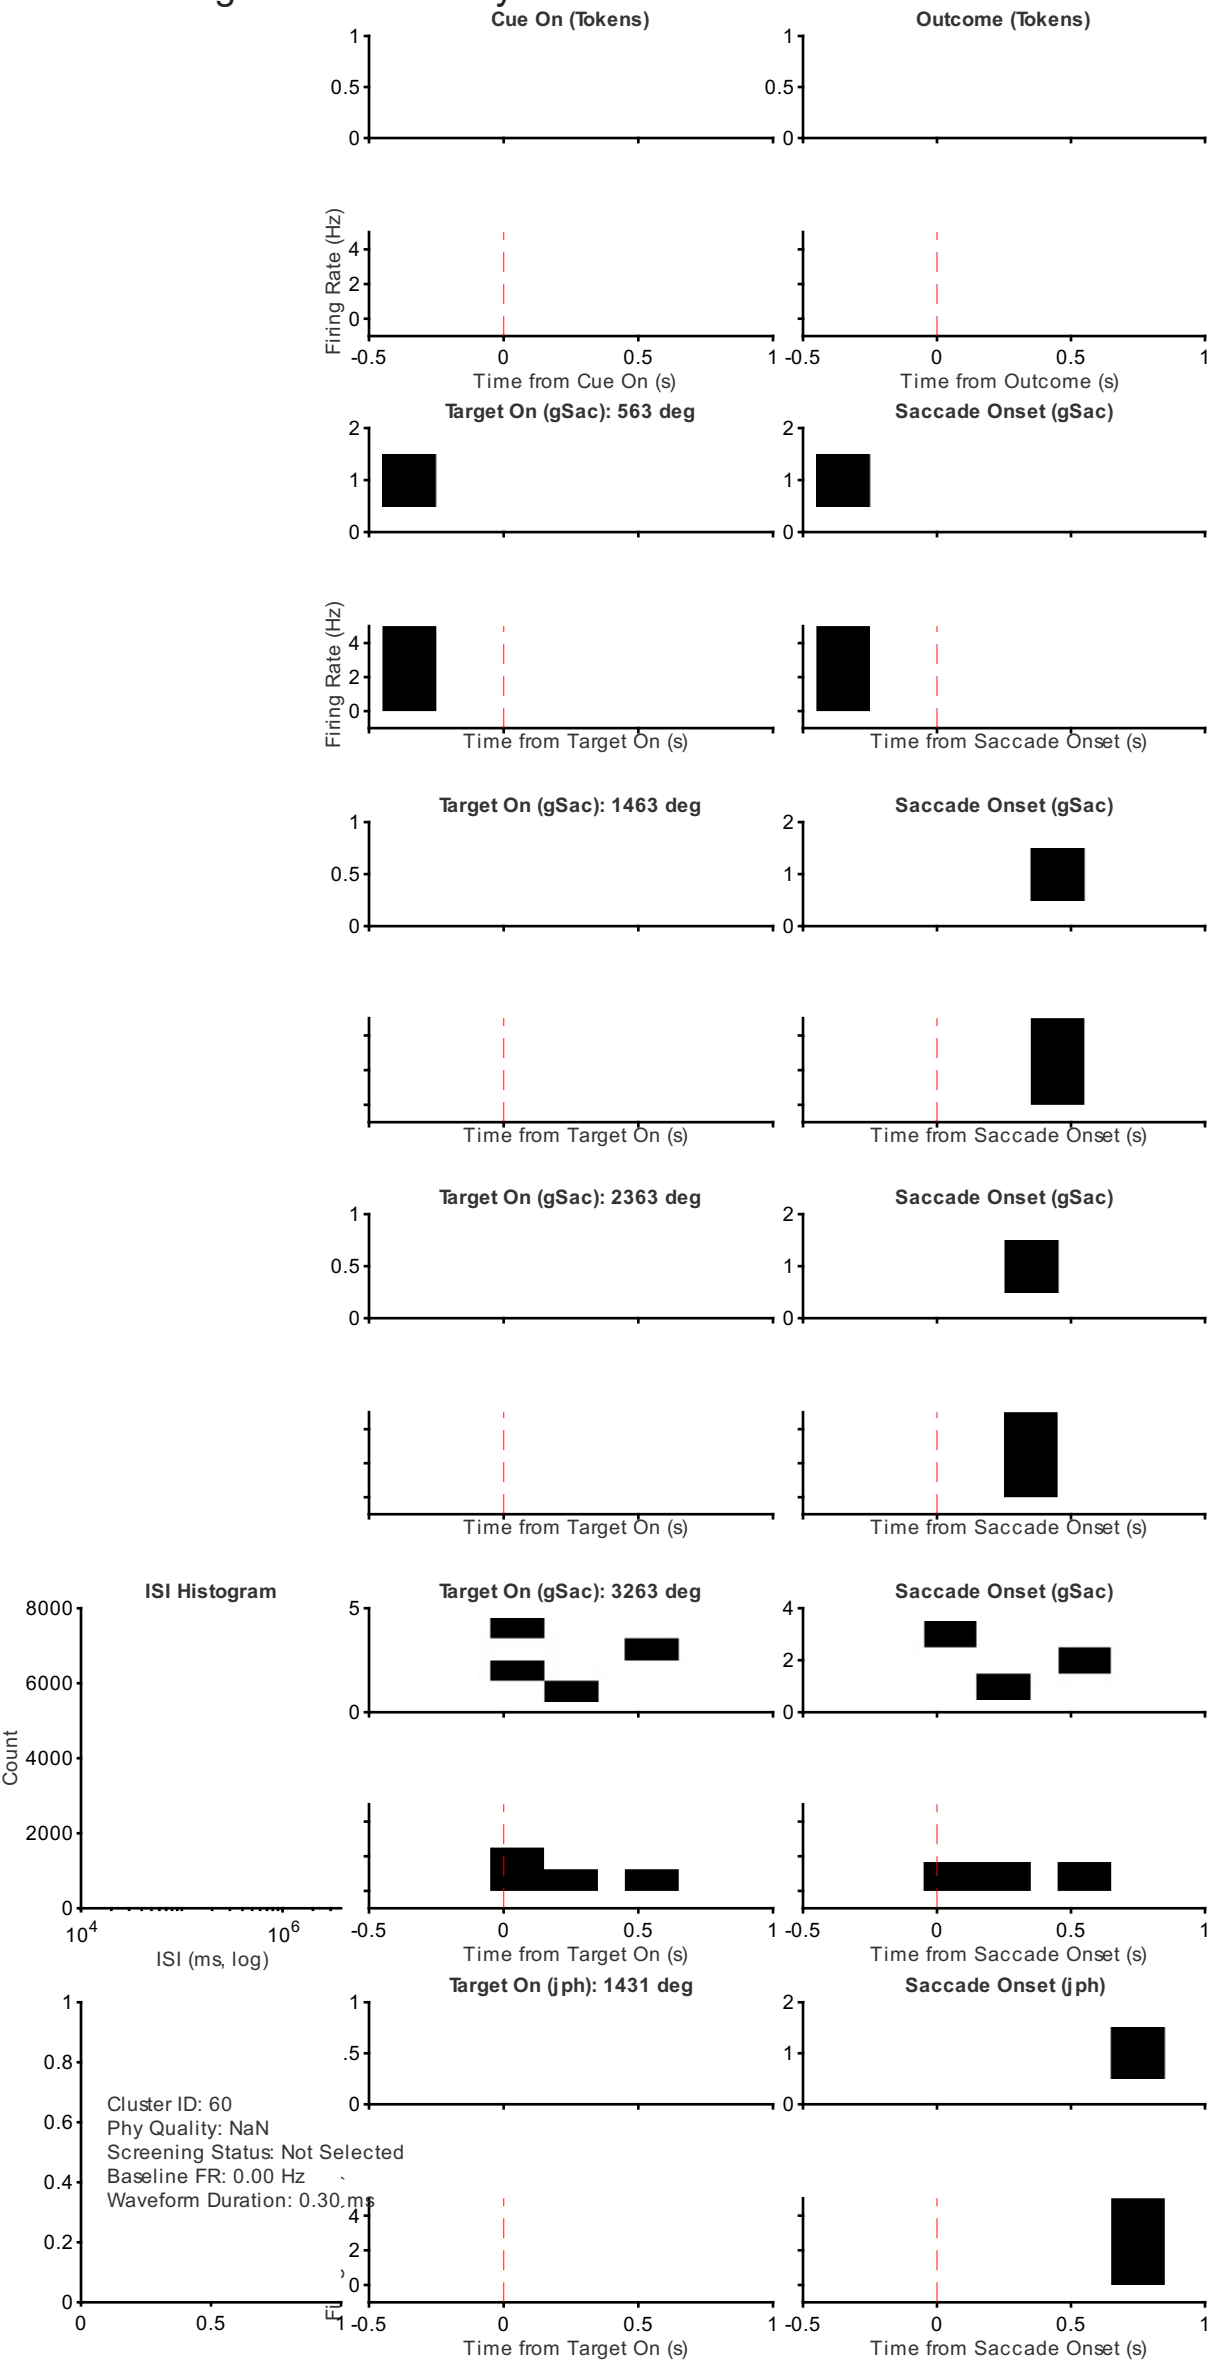 Cue On (Tokens)
Outcome (Tokens)
1
0.5
0
1
0.5
0
Firing Rate (Hz)
4
2
0
-0.5 0 0.5 1
-0.5 0 0.5 1
Time from Cue On (s)
Time from Outcome (s)
Target On (gSac): 563 deg
Saccade Onset (gSac)
2
1
0
2
1
0
Firing Rate (Hz)
4
2
0
Time from Target On (s)
Time from Saccade Onset (s)
Target On (gSac): 1463 deg
Saccade Onset (gSac)
1
0.5
0
2
1
0
Time from Target On (s)
Time from Saccade Onset (s)
Target On (gSac): 2363 deg
Saccade Onset (gSac)
1
0.5
0
2
1
0
Time from Target On (s)
Time from Saccade Onset (s)
ISI Histogram
8000
6000
4000
2000
0
Count
10^4 10^6
ISI (ms, log)
Target On (gSac): 3263 deg
Saccade Onset (gSac)
5
0
4
2
0
-0.5 0 0.5 1
-0.5 0 0.5 1
Time from Target On (s)
Time from Saccade Onset (s)
Target On (jph): 1431 deg
Saccade Onset (jph)
1
0.8
0.6
0.4
0.2
0
0 0.5 1
Cluster ID: 60
Phy Quality: NaN
Screening Status: Not Selected
Baseline FR: 0.00 Hz
Waveform Duration: 0.30 ms
1
.5
0
2
1
0
4
2
0
-0.5 0 0.5 1
-0.5 0 0.5 1
Time from Target On (s)
Time from Saccade Onset (s)